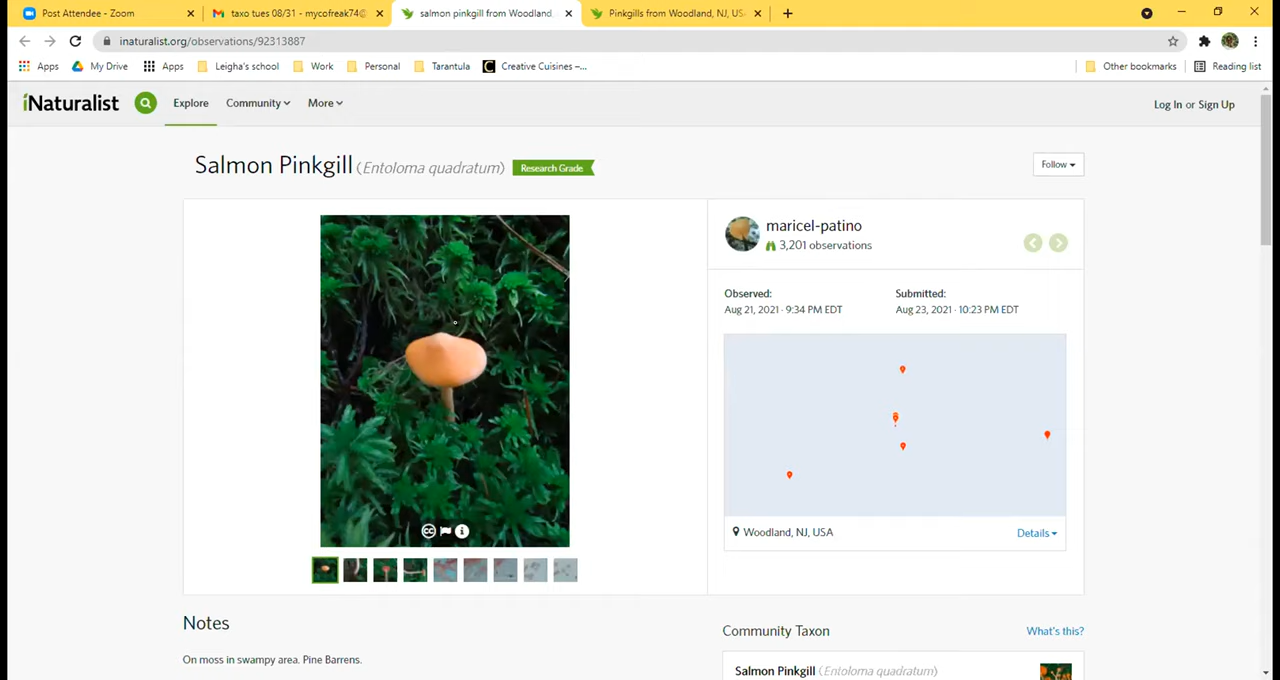 Post Attendee - Zoom
taxo tues 08/31 - mycofreak74@
salmon pinkgill from Woodland,
Pinkgills from Woodland, NJ, US
inaturalist.org/observations/92313887
Apps
My Drive
Apps
Leigha's school
Work
Personal
Tarantula
Creative Cuisines –...
Other bookmarks
Reading list
iNaturalist
Explore
Community
More
Log In or Sign Up
Salmon Pinkgill (Entoloma quadratum)
Research Grade
Follow
maricel-patino
3,201 observations
Observed:
Submitted:
Aug 21, 2021 · 9:34 PM EDT
Aug 23, 2021 · 10:23 PM EDT
Woodland, NJ, USA
Details
Notes
Community Taxon
What's this?
On moss in swampy area. Pine Barrens.
Salmon Pinkgill (Entoloma quadratum)